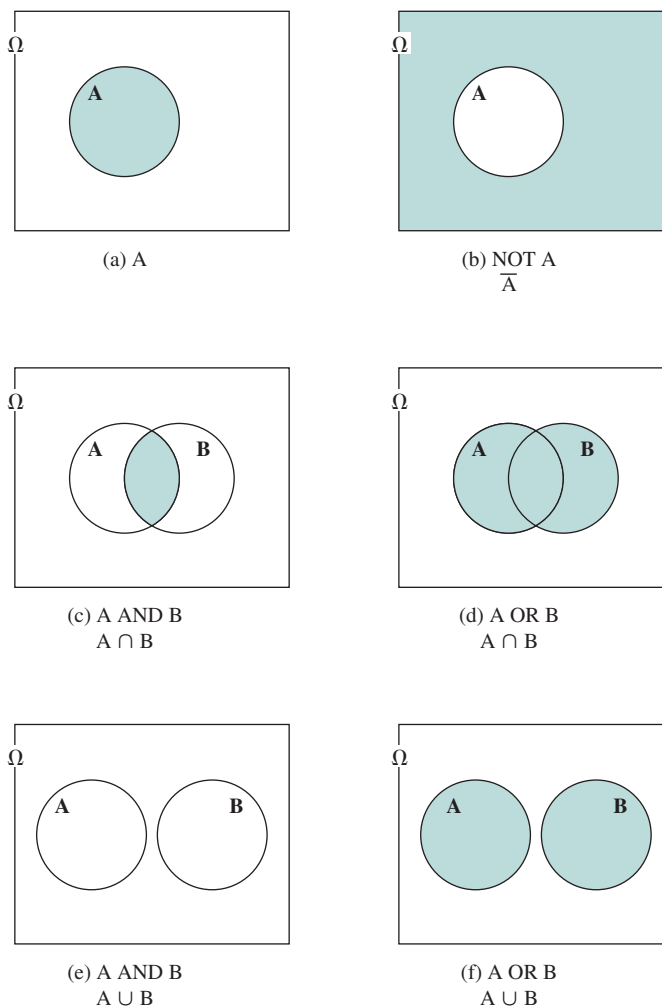 Ω
A
(a) A
Ω
A
(b) NOT A
A̅
Ω
A B
(c) A AND B
A ∩ B
Ω
A B
(d) A OR B
A ∩ B
Ω
A B
(e) A AND B
A ∪ B
Ω
A B
(f) A OR B
A ∪ B